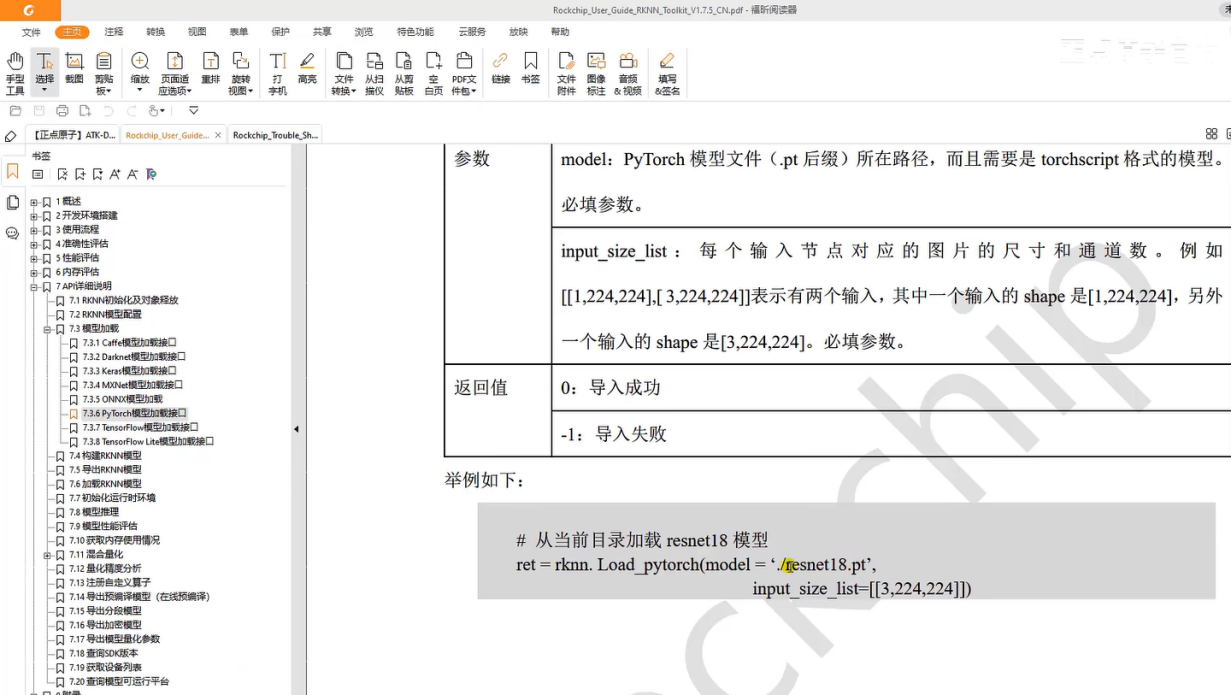 Rockchip_User_Guide_RKNN_Toolkit_V1.7.5_CN.pdf - 福昕阅读器
文件 主页 注释 转换 视图 表单 保护 共享 浏览 特色功能 云服务 放映 帮助
手型工具 选择 截图 剪贴板 缩放 页面适应选项 重排 旋转视图 打字机 高亮 文件转换 从扫描仪 从剪贴板 空白页 PDF文件包 链接 书签 文件附件 图像标注 音频&视频 填写&签名
【正点原子】ATK-D... Rockchip_User_Guide... Rockchip_Trouble_Sh...
书签
1 概述
2 开发环境搭建
3 使用流程
4 准确性评估
5 性能评估
6 内存评估
7 API详细说明
7.1 RKNN初始化及对象释放
7.2 RKNN模型配置
7.3 模型加载
7.3.1 Caffe模型加载接口
7.3.2 Darknet模型加载接口
7.3.3 Keras模型加载接口
7.3.4 MXNet模型加载接口
7.3.5 ONNX模型加载
7.3.6 PyTorch模型加载接口
7.3.7 TensorFlow模型加载接口
7.3.8 TensorFlow Lite模型加载接口
7.4 构建RKNN模型
7.5 导出RKNN模型
7.6 加载RKNN模型
7.7 初始化运行时环境
7.8 模型推理
7.9 模型性能评估
7.10 获取内存使用情况
7.11 混合量化
7.12 量化精度分析
7.13 注册自定义算子
7.14 导出预编译模型（在线预编译）
7.15 导出分段模型
7.16 导出加密模型
7.17 导出模型量化参数
7.18 查询SDK版本
7.19 获取设备列表
7.20 查询模型可运行平台
参数
model：PyTorch 模型文件（.pt 后缀）所在路径，而且需要是 torchscript 格式的模型。
必填参数。
input_size_list ： 每个输入节点对应的图片的尺寸和通道数。例如
[[1,224,224],[ 3,224,224]]表示有两个输入，其中一个输入的 shape 是[1,224,224]，另外
一个输入的 shape 是[3,224,224]。必填参数。
返回值
0：导入成功
-1：导入失败
举例如下：
# 从当前目录加载 resnet18 模型
ret = rknn. Load_pytorch(model = ‘./resnet18.pt’,
input_size_list=[[3,224,224]])
ckchip